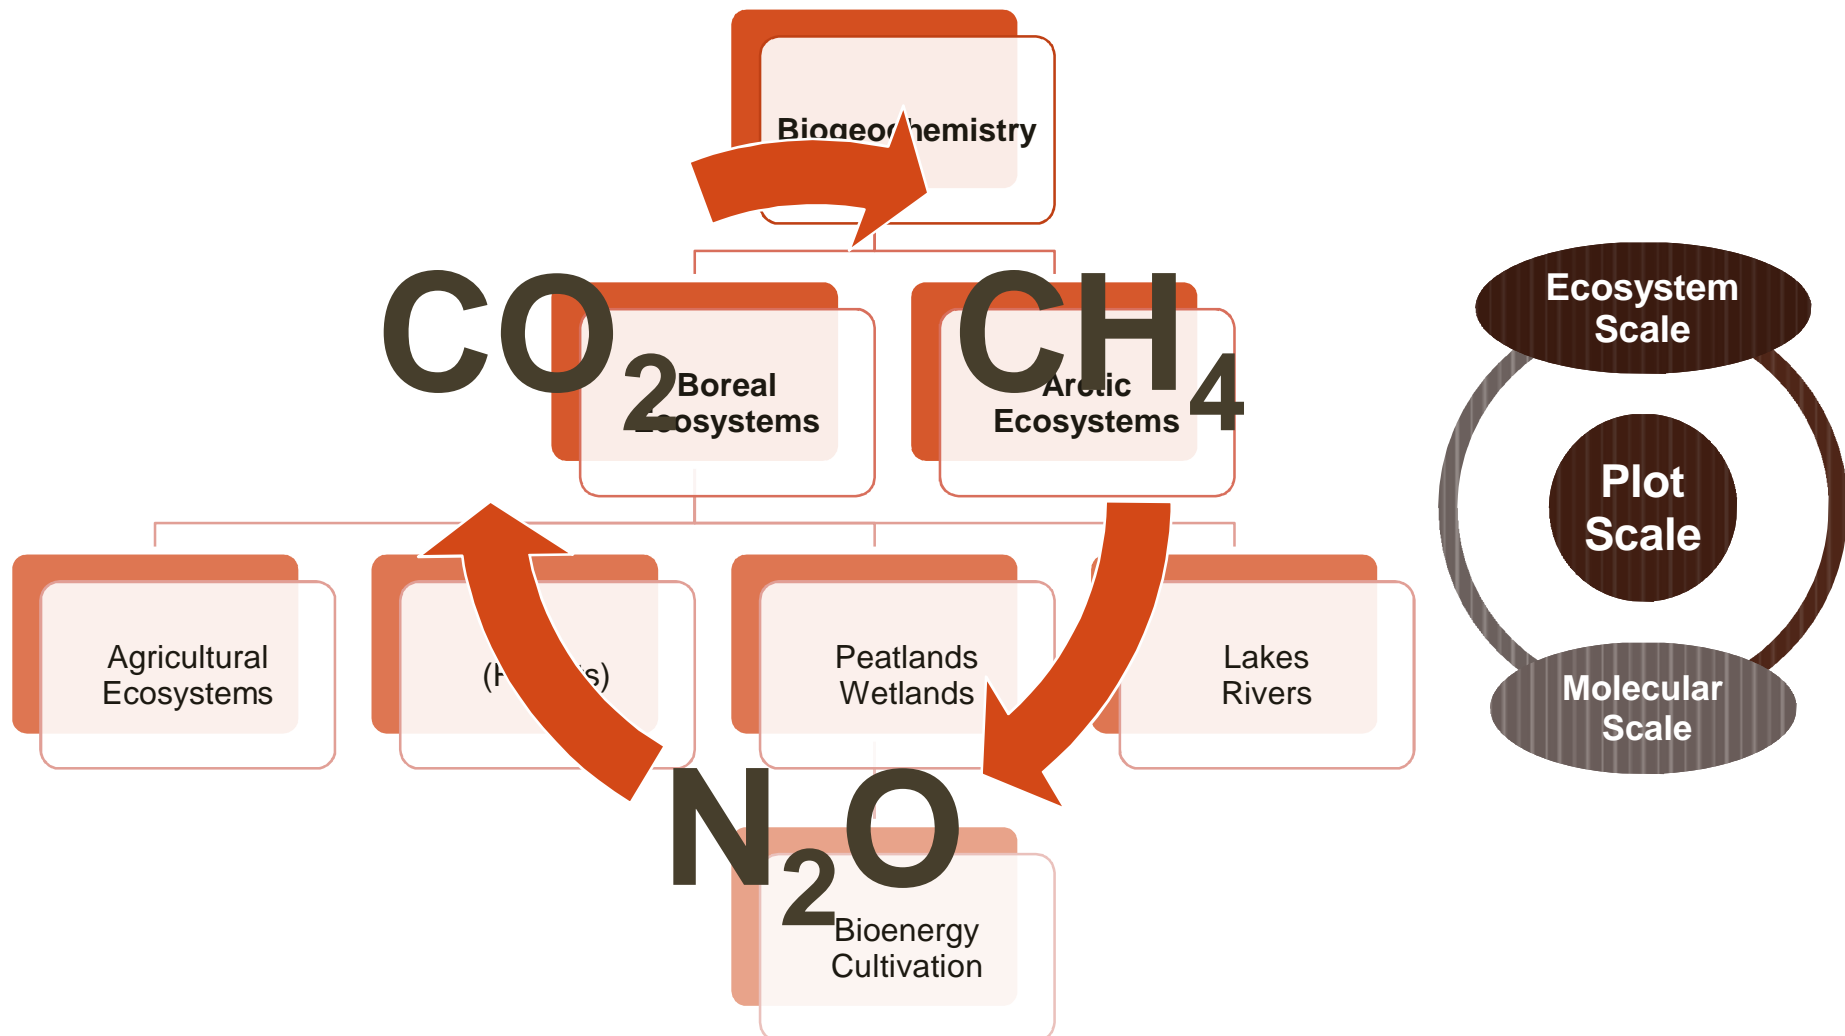 Biogeochemistry
CO2
CH4
Boreal
Ecosystems
Arctic
Ecosystems
Agricultural
Ecosystems
Peatlands
Wetlands
Lakes
Rivers
N2O
Bioenergy
Cultivation
Ecosystem
Scale
Plot
Scale
Molecular
Scale